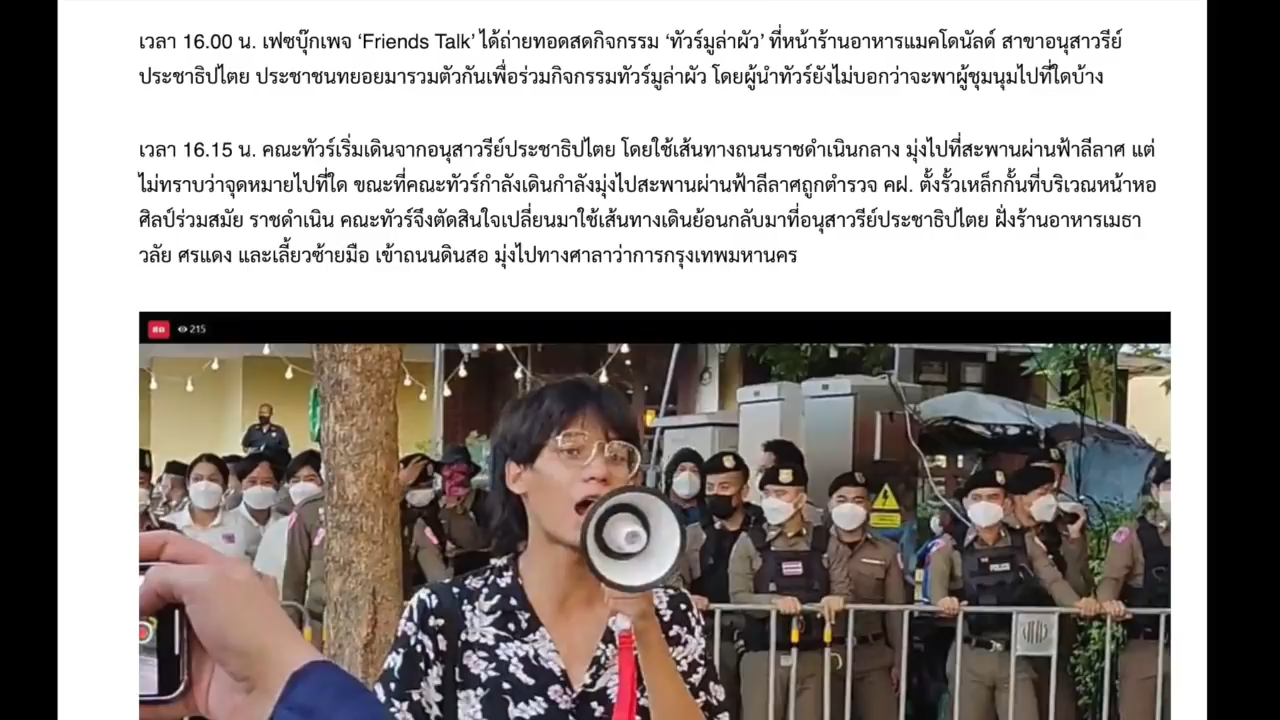 เวลา 16.00 น. เฟซบุ๊กเพจ ‘Friends Talk’ ได้ถ่ายทอดสดกิจกรรม ‘ทัวร์มูล่าผัว’ ที่หน้าร้านอาหารแมคโดนัลด์ สาขาอนุสาวรีย์
ประชาธิปไตย ประชาชนทยอยมารวมตัวกันเพื่อร่วมกิจกรรมทัวร์มูล่าผัว โดยผู้นำทัวร์ยังไม่บอกว่าจะพาผู้ชุมนุมไปที่ใดบ้าง
เวลา 16.15 น. คณะทัวร์เริ่มเดินจากอนุสาวรีย์ประชาธิปไตย โดยใช้เส้นทางถนนราชดำเนินกลาง มุ่งไปที่สะพานผ่านฟ้าลีลาศ แต่
ไม่ทราบว่าจุดหมายไปที่ใด ขณะที่คณะทัวร์กำลังเดินกำลังมุ่งไปสะพานผ่านฟ้าลีลาศถูกตำรวจ คฝ. ตั้งรั้วเหล็กกั้นที่บริเวณหน้าหอ
ศิลป์ร่วมสมัย ราชดำเนิน คณะทัวร์จึงตัดสินใจเปลี่ยนมาใช้เส้นทางเดินย้อนกลับมาที่อนุสาวรีย์ประชาธิปไตย ฝั่งร้านอาหารเมธา
วลัย ศรแดง และเลี้ยวซ้ายมือ เข้าถนนดินสอ มุ่งไปทางศาลาว่าการกรุงเทพมหานคร
สด 215